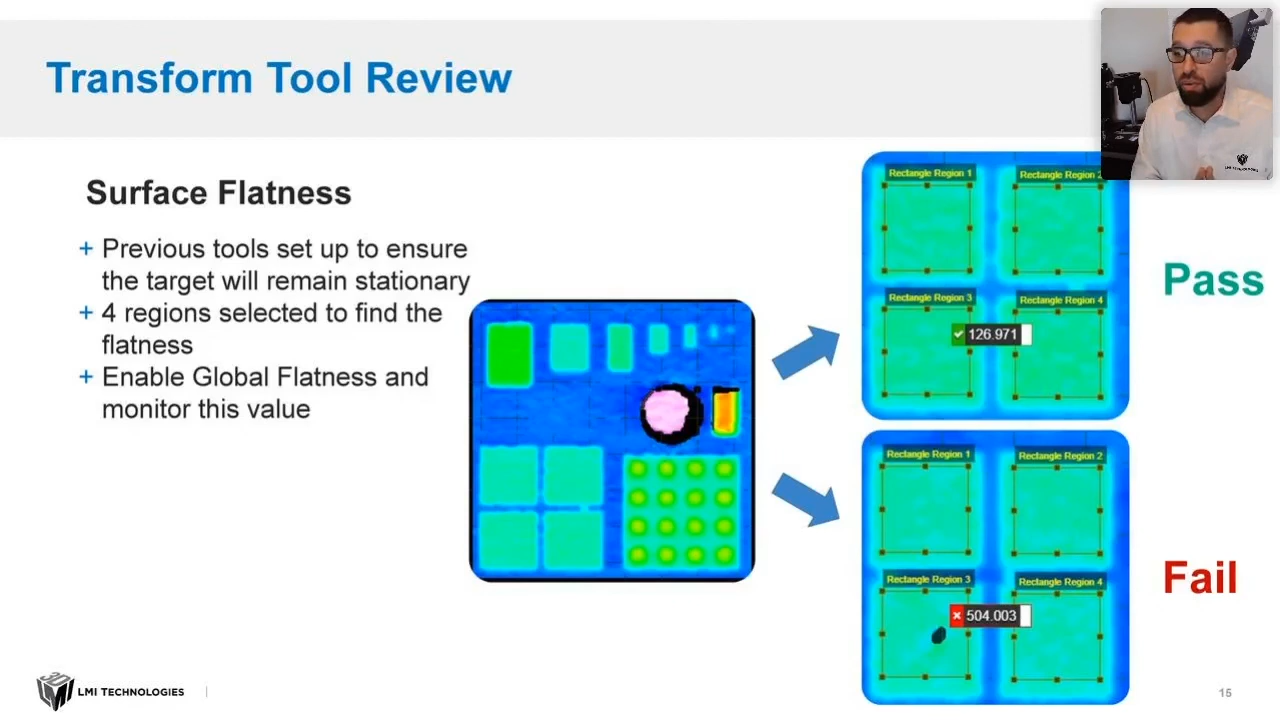 Transform Tool Review
Surface Flatness
+ Previous tools set up to ensure
the target will remain stationary
+ 4 regions selected to find the
flatness
+ Enable Global Flatness and
monitor this value
Rectangle Region 1
Rectangle Region 2
Rectangle Region 3
Rectangle Region 4
126.971
Pass
Rectangle Region 1
Rectangle Region 2
Rectangle Region 3
Rectangle Region 4
504.003
Fail
LMI TECHNOLOGIES
LMI TECHNOLOGIES
15